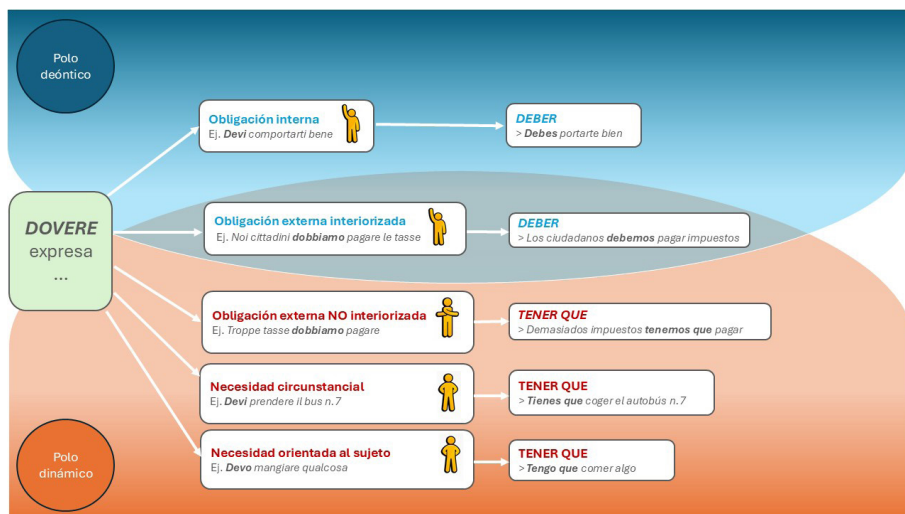 Polo
deóntico
Obligación interna
Ej. Devi comportarti bene
DEBER
> Debes portarte bien
DOVERE
expresa
...
Obligación externa interiorizada
Ej. Noi cittadini dobbiamo pagare le tasse
DEBER
> Los ciudadanos debemos pagar impuestos
Obligación externa NO interiorizada
Ej. Troppe tasse dobbiamo pagare
TENER QUE
> Demasiados impuestos tenemos que pagar
Necesidad circunstancial
Ej. Devi prendere il bus n.7
TENER QUE
> Tienes que coger el autobús n.7
Necesidad orientada al sujeto
Ej. Devo mangiare qualcosa
TENER QUE
> Tengo que comer algo
Polo
dinámico